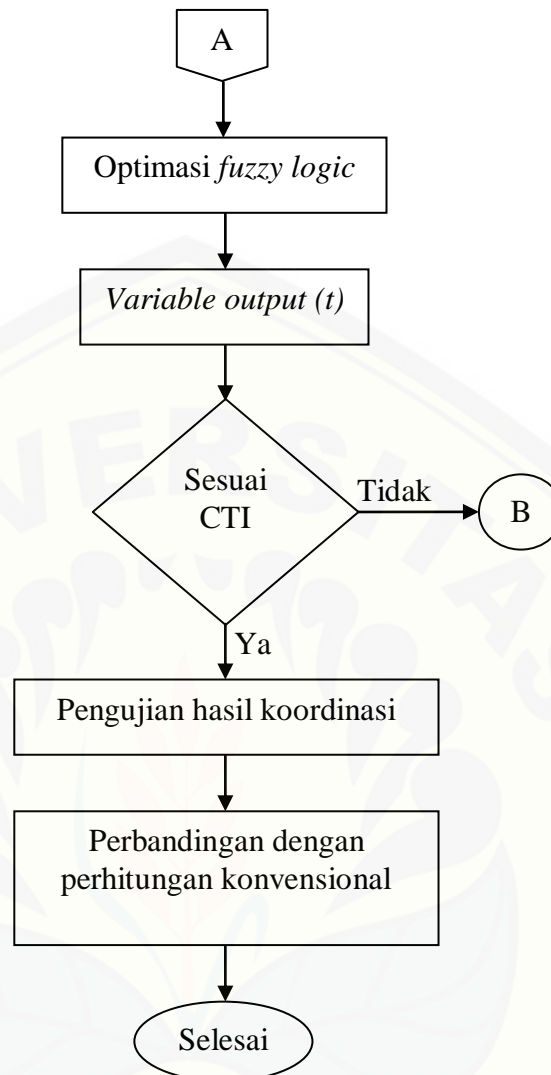 A
Optimasi fuzzy logic
Variable output (t)
Sesuai
CTI
Tidak
B
Ya
Pengujian hasil koordinasi
Perbandingan dengan
perhitungan konvensional
Selesai